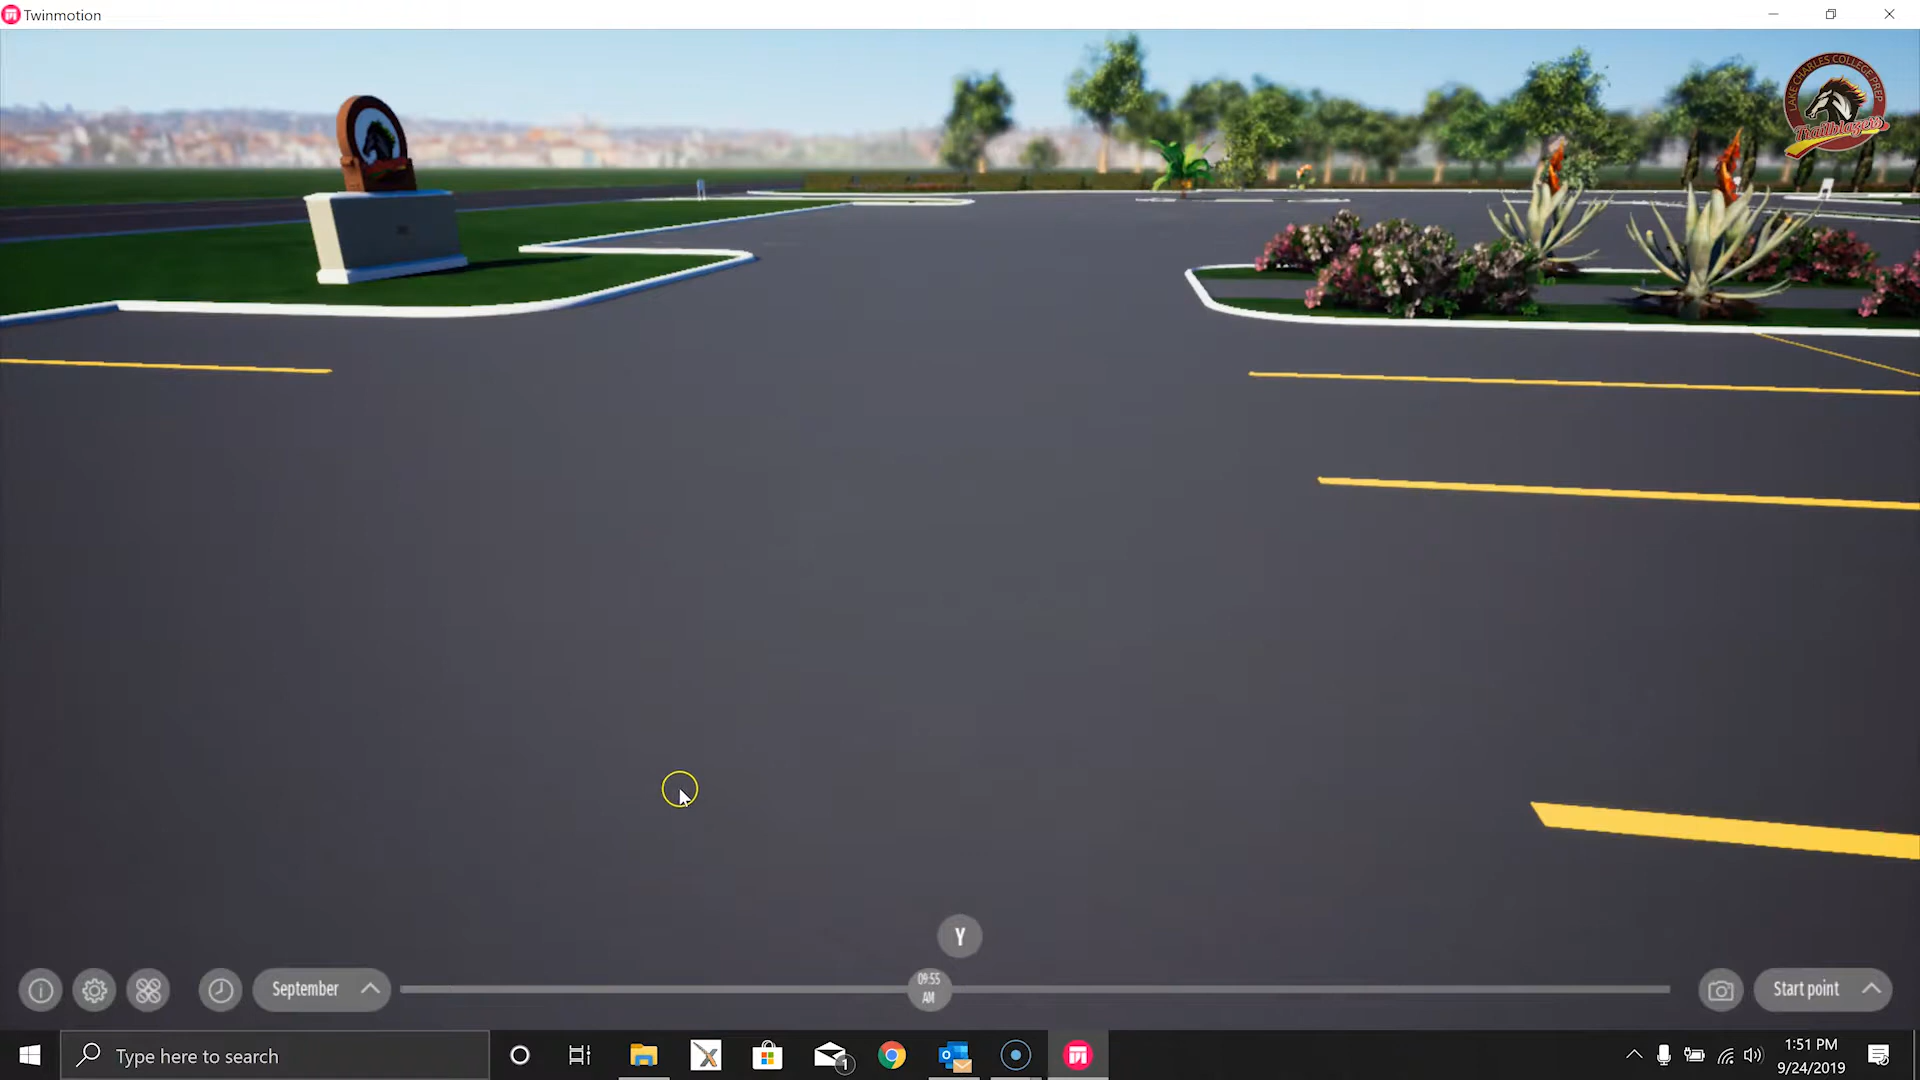 Twinmotion
LAKE CHARLES COLLEGE PREP
Trailblazers
Y
September
09:55
AM
Start point
Type here to search
1
1:51 PM
9/24/2019